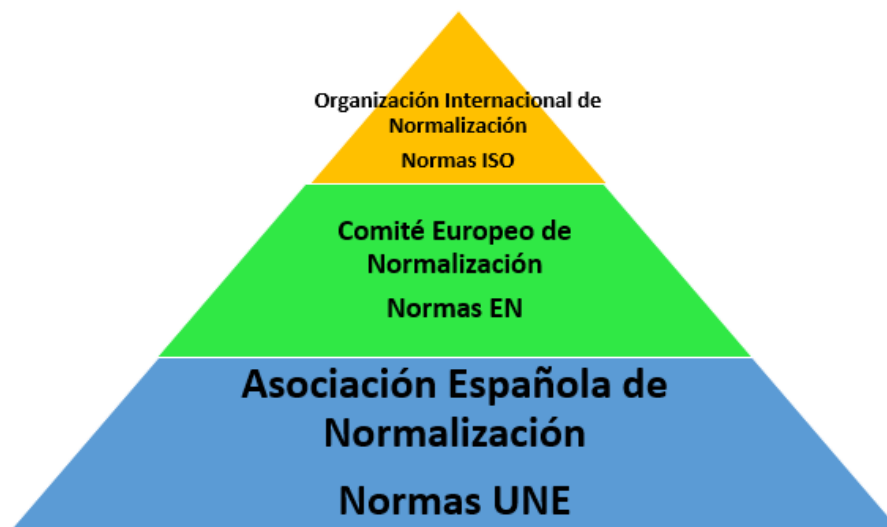 Organización Internacional de
Normalización
Normas ISO
Comité Europeo de
Normalización
Normas EN
Asociación Española de
Normalización
Normas UNE